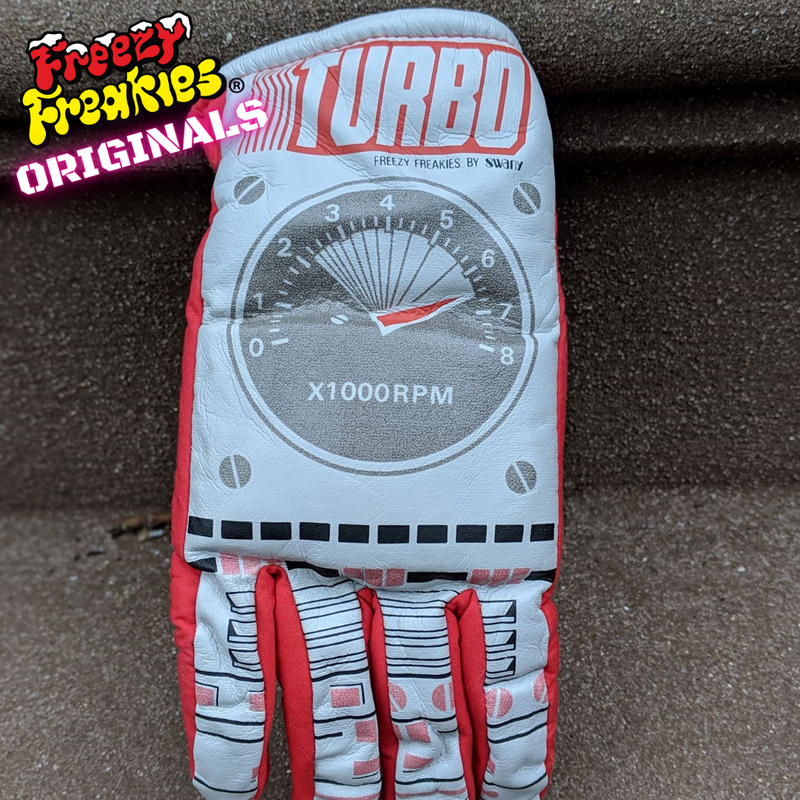 Freezy
Freakies®
ORIGINALS
TURBO
FREEZY FREAKIES BY swany
0 1 2 3 4 5 6 7 8
X1000RPM